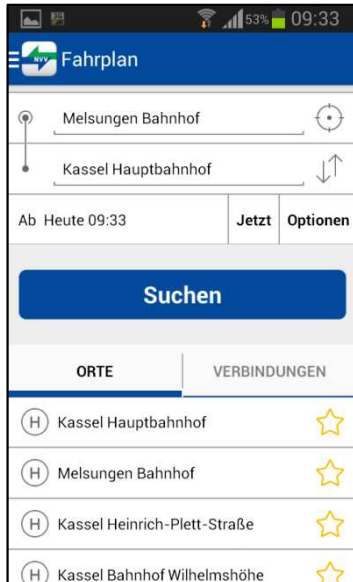 53% 09:33
NVV Fahrplan
Melsungen Bahnhof
Kassel Hauptbahnhof
Ab Heute 09:33 Jetzt Optionen
Suchen
ORTE VERBINDUNGEN
H Kassel Hauptbahnhof
H Melsungen Bahnhof
H Kassel Heinrich-Plett-Straße
H Kassel Bahnhof Wilhelmshöhe